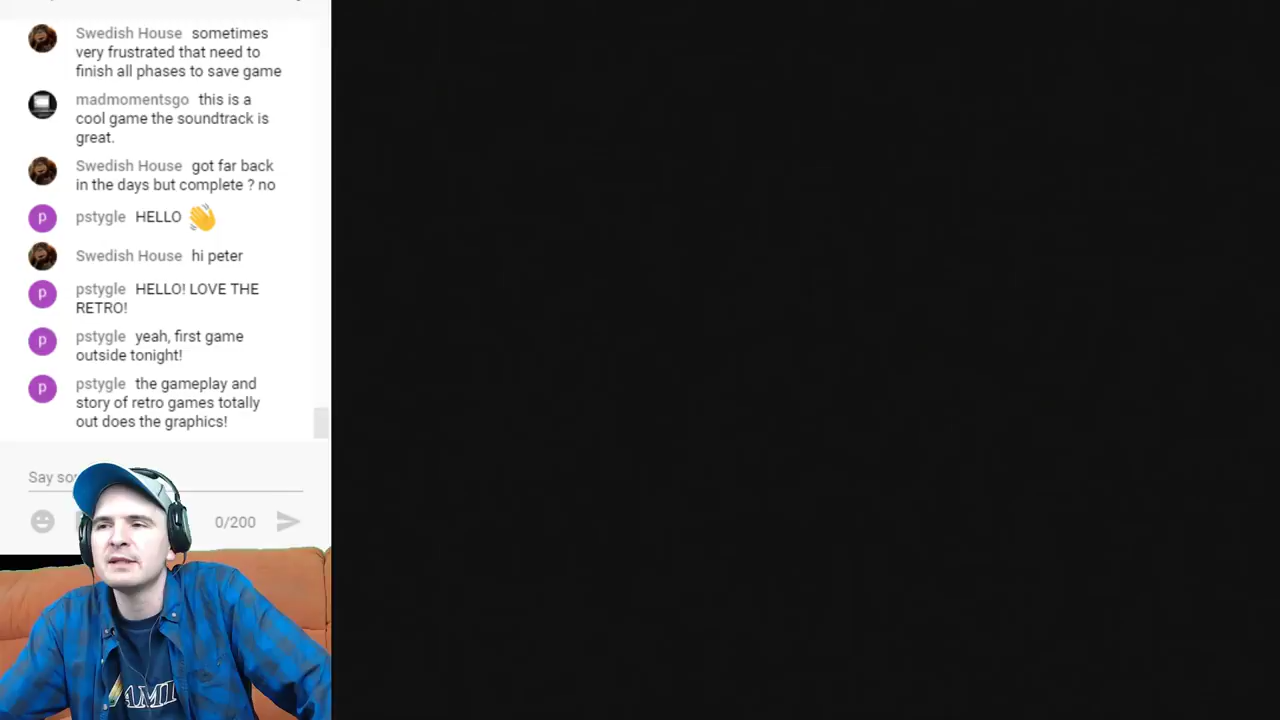 Swedish House sometimes
very frustrated that need to
finish all phases to save game
madmomentsgo this is a
cool game the soundtrack is
great.
Swedish House got far back
in the days but complete ? no
P pstygle HELLO 👋
Swedish House hi peter
P pstygle HELLO! LOVE THE
RETRO!
P pstygle yeah, first game
outside tonight!
P pstygle the gameplay and
story of retro games totally
out does the graphics!
Say
0/200